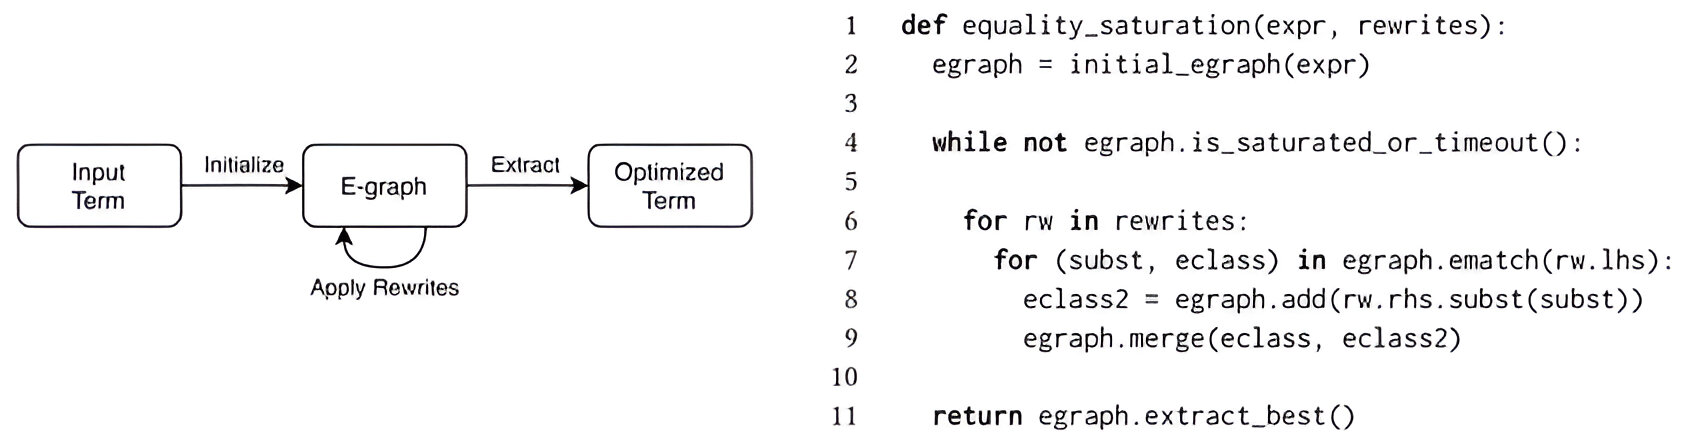 Input
Term
Initialize
E-graph
Apply Rewrites
Extract
Optimized
Term
1 def equality_saturation(expr, rewrites):
2 egraph = initial_egraph(expr)
3
4 while not egraph.is_saturated_or_timeout():
5
6 for rw in rewrites:
7 for (subst, eclass) in egraph.ematch(rw.lhs):
8 eclass2 = egraph.add(rw.rhs.subst(subst))
9 egraph.merge(eclass, eclass2)
10
11 return egraph.extract_best()